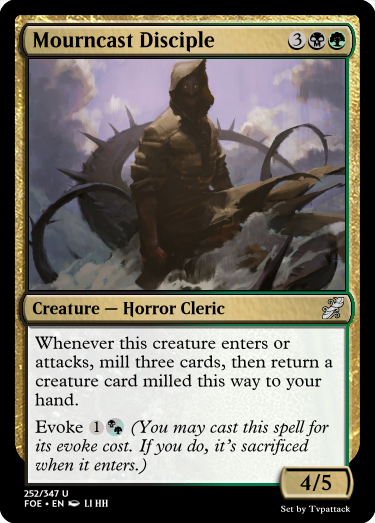 Mourncast Disciple 3
Creature — Horror Cleric
Whenever this creature enters or
attacks, mill three cards, then return a
creature card milled this way to your
hand.
Evoke 1 (You may cast this spell for
its evoke cost. If you do, it's sacrificed
when it enters.)
4/5
252/347 U
FOE • EN LI HH
Set by Tvpattack